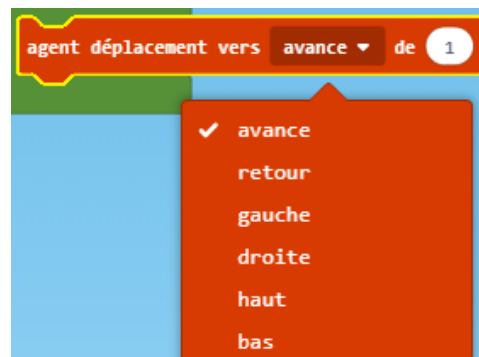 agent déplacement vers avance de 1
avance
retour
gauche
droite
haut
bas